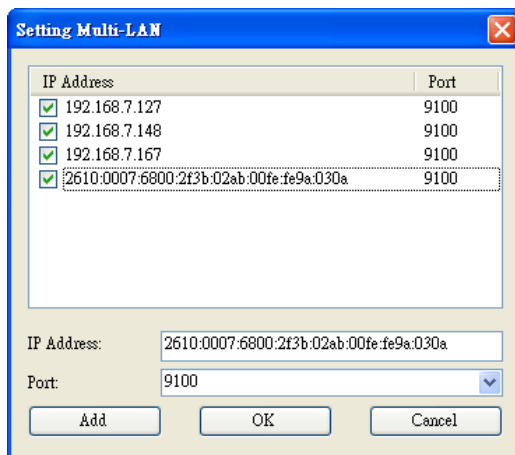 Setting Multi-LAN
IP Address Port
192.168.7.127 9100
192.168.7.148 9100
192.168.7.167 9100
2610:0007:6800:2f3b:02ab:00fe:fe9a:030a 9100
IP Address: 2610:0007:6800:2f3b:02ab:00fe:fe9a:030a
Port: 9100
Add OK Cancel